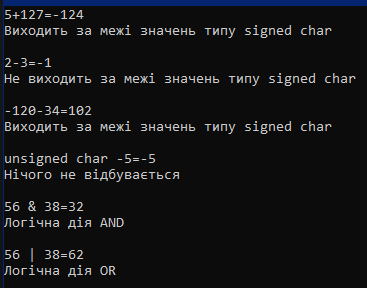 5+127=-124
Виходить за межі значень типу signed char
2-3=-1
Не виходить за межі значень типу signed char
-120-34=102
Виходить за межі значень типу signed char
unsigned char -5=-5
Нічого не відбувається
56 & 38=32
Логічна дія AND
56 | 38=62
Логічна дія OR